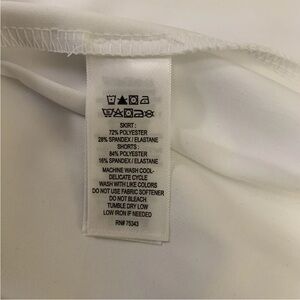 SKIRT:
72% POLYESTER
28% SPANDEX / ELASTANE
SHORTS:
84% POLYESTER
16% SPANDEX / ELASTANE
MACHINE WASH COOL-
DELICATE CYCLE
WASH WITH LIKE COLORS
DO NOT USE FABRIC SOFTENER
DO NOT BLEACH
TUMBLE DRY LOW
LOW IRON IF NEEDED
RN# 75343